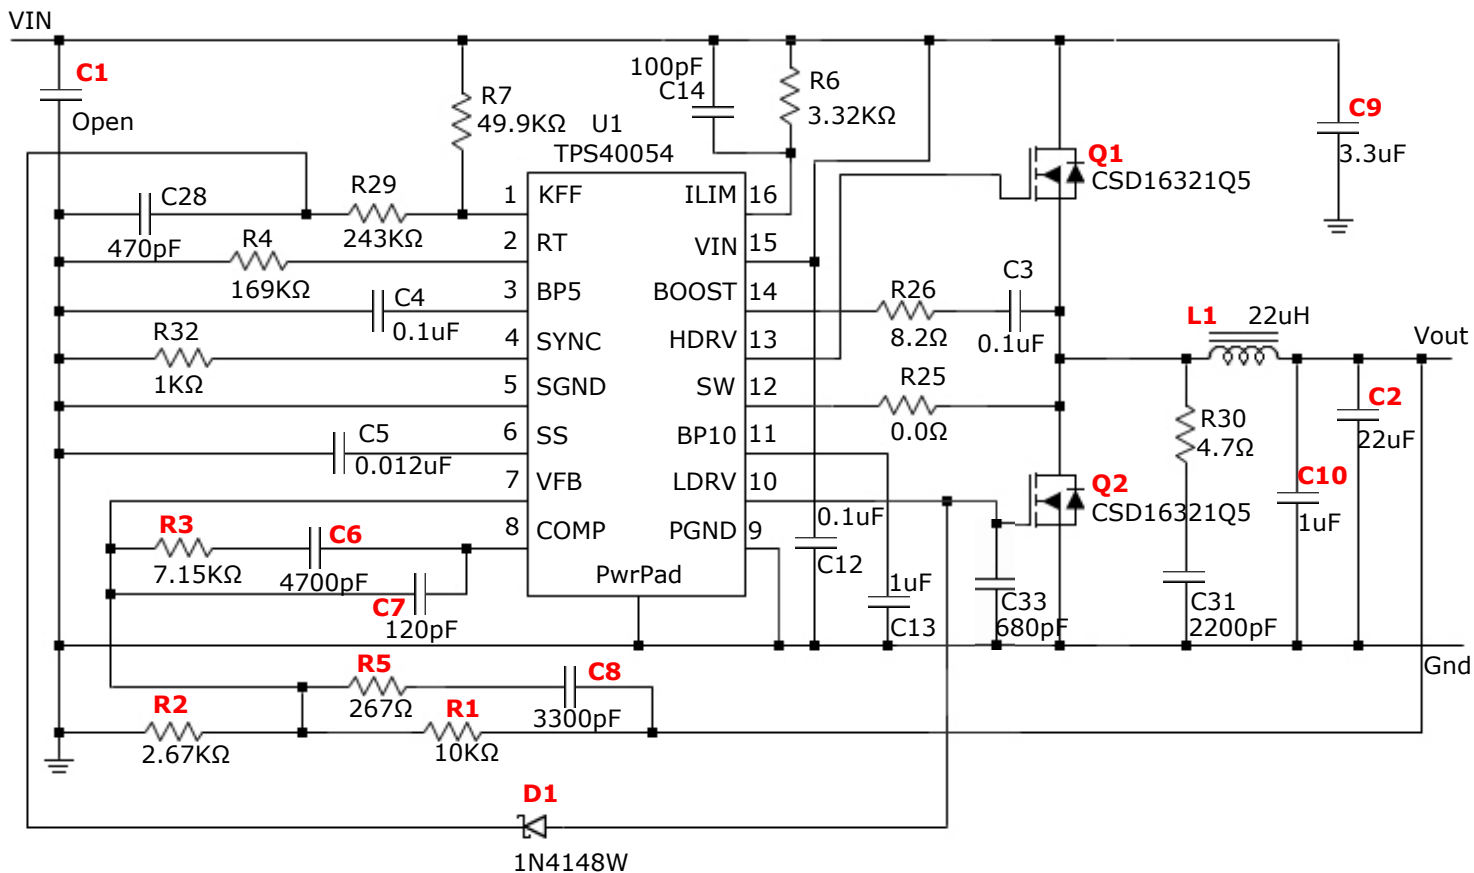 VIN
C1
Open
R7
49.9KΩ
U1
TPS40054
100pF
C14
R6
3.32KΩ
C9
3.3uF
Q1
CSD16321Q5
C28
470pF
R29
243KΩ
1 KFF
ILIM 16
R4
169KΩ
2 RT
VIN 15
C4
0.1uF
3 BP5
BOOST 14
R26
8.2Ω
C3
0.1uF
R32
1KΩ
4 SYNC
HDRV 13
L1 22uH
Vout
5 SGND
SW 12
R25
0.0Ω
C2
22uF
C5
0.012uF
6 SS
BP10 11
R30
4.7Ω
7 VFB
LDRV 10
Q2
CSD16321Q5
C10
1uF
R3
7.15KΩ
C6
4700pF
8 COMP
PGND 9
0.1uF
C12
PwrPad
C7
120pF
1uF
C13
C33
680pF
C31
2200pF
Gnd
R5
267Ω
C8
3300pF
R2
2.67KΩ
R1
10KΩ
D1
1N4148W